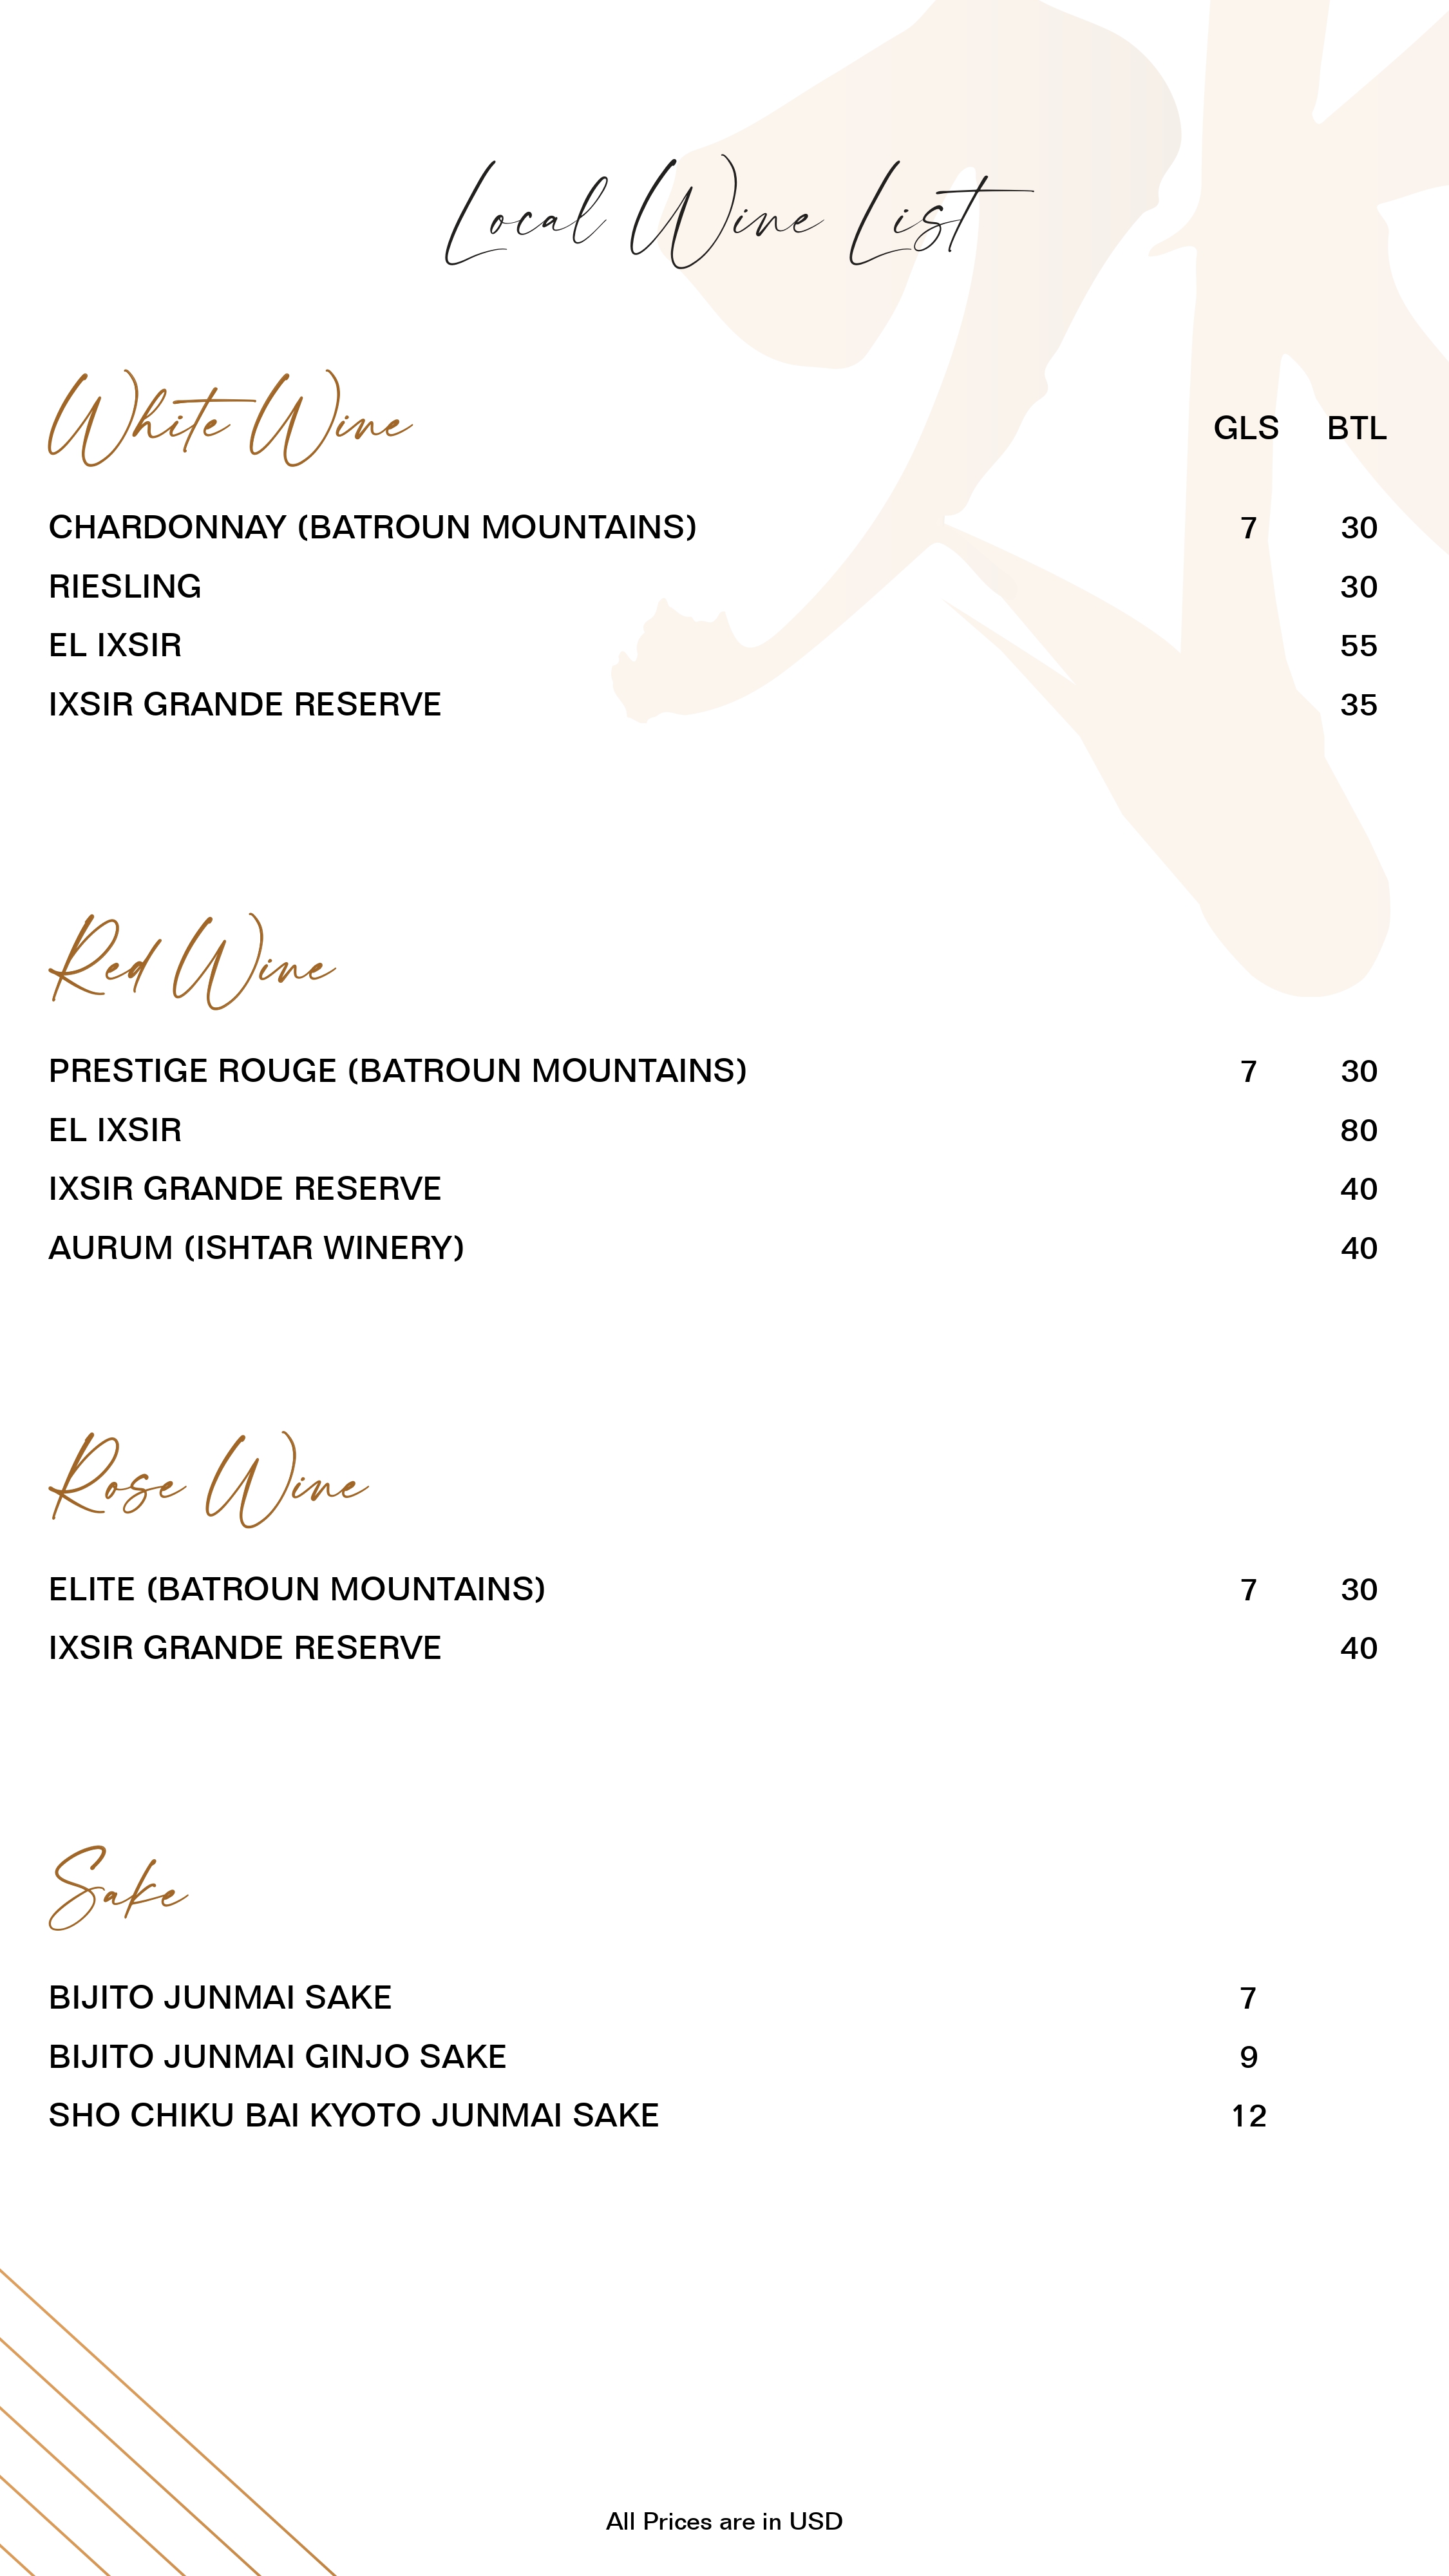 Local Wine List
White Wine GLS BTL
CHARDONNAY (BATROUN MOUNTAINS) 7 30
RIESLING 30
EL IXSIR 55
IXSIR GRANDE RESERVE 35
Red Wine
PRESTIGE ROUGE (BATROUN MOUNTAINS) 7 30
EL IXSIR 80
IXSIR GRANDE RESERVE 40
AURUM (ISHTAR WINERY) 40
Rose Wine
ELITE (BATROUN MOUNTAINS) 7 30
IXSIR GRANDE RESERVE 40
Sake
BIJITO JUNMAI SAKE 7
BIJITO JUNMAI GINJO SAKE 9
SHO CHIKU BAI KYOTO JUNMAI SAKE 12
All Prices are in USD